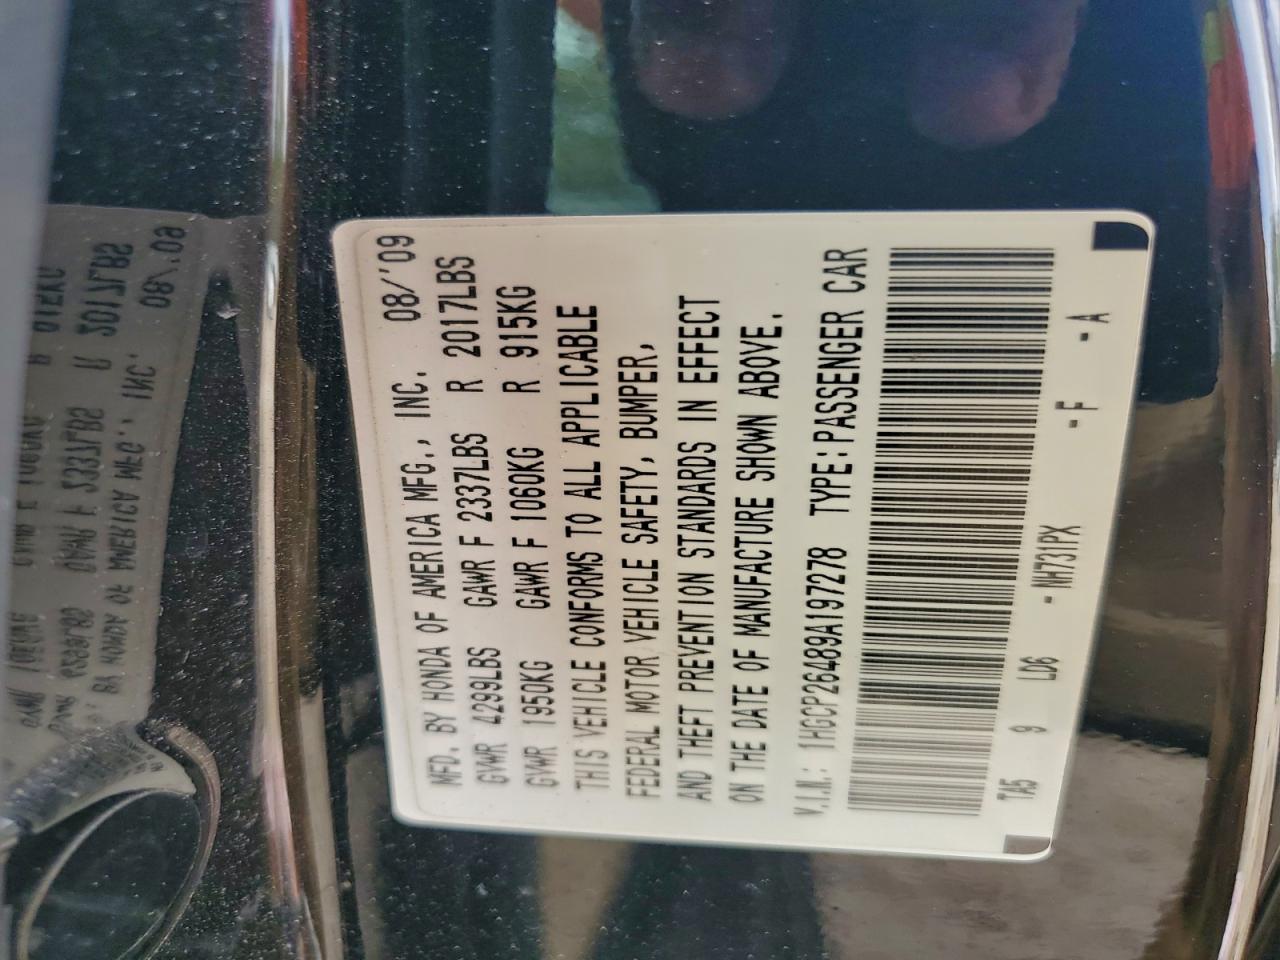 MFD. BY HONDA OF AMERICA MFG., INC. 08/'09
GVWR 4299LBS GAWR F 2337LBS R 2017LBS
GVWR 1950KG GAWR F 1060KG R 915KG
THIS VEHICLE CONFORMS TO ALL APPLICABLE
FEDERAL MOTOR VEHICLE SAFETY, BUMPER,
AND THEFT PREVENTION STANDARDS IN EFFECT
ON THE DATE OF MANUFACTURE SHOWN ABOVE.
V.I.N.: 1HGCP26489A197278 TYPE:PASSENGER CAR
TA5 9 LD6 - NH731PX - F - A